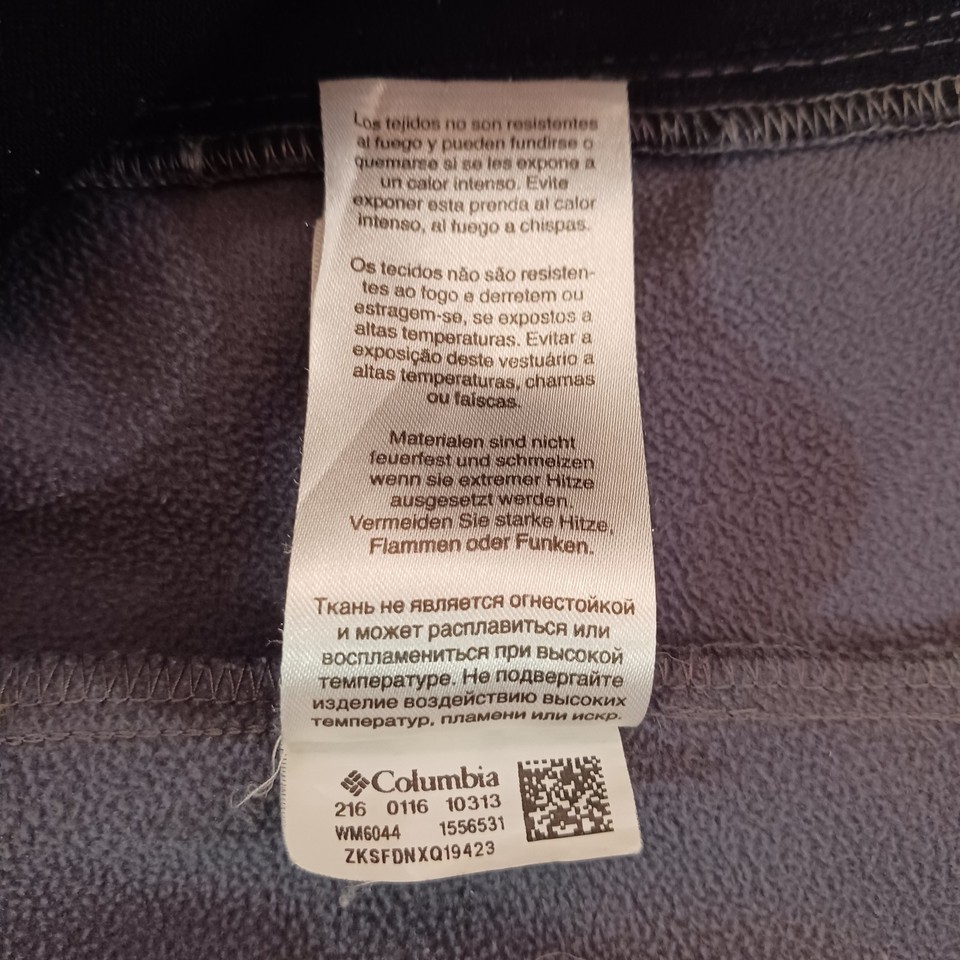 Los tejidos no son resistentes
al fuego y pueden fundirse o
quemarse si se les expone a
un calor intenso. Evite
exponer esta prenda al calor
intenso, al fuego a chispas.
Os tecidos não são resisten-
tes ao fogo e derretem ou
estragem-se, se expostos a
altas temperaturas. Evitar a
exposição deste vestuário a
altas temperaturas, chamas
ou faíscas.
Materialen sind nicht
feuerfest und schmelzen
wenn sie extremer Hitze
ausgesetzt werden.
Vermeiden Sie starke Hitze,
Flammen oder Funken.
Ткань не является огнестойкой
и может расплавиться или
воспламениться при высокой
температуре. Не подвергайте
изделие воздействию высоких
температур, пламени или искр.
Columbia
216 0116 10313
WM6044 1556531
ZKSFDNXQ19423